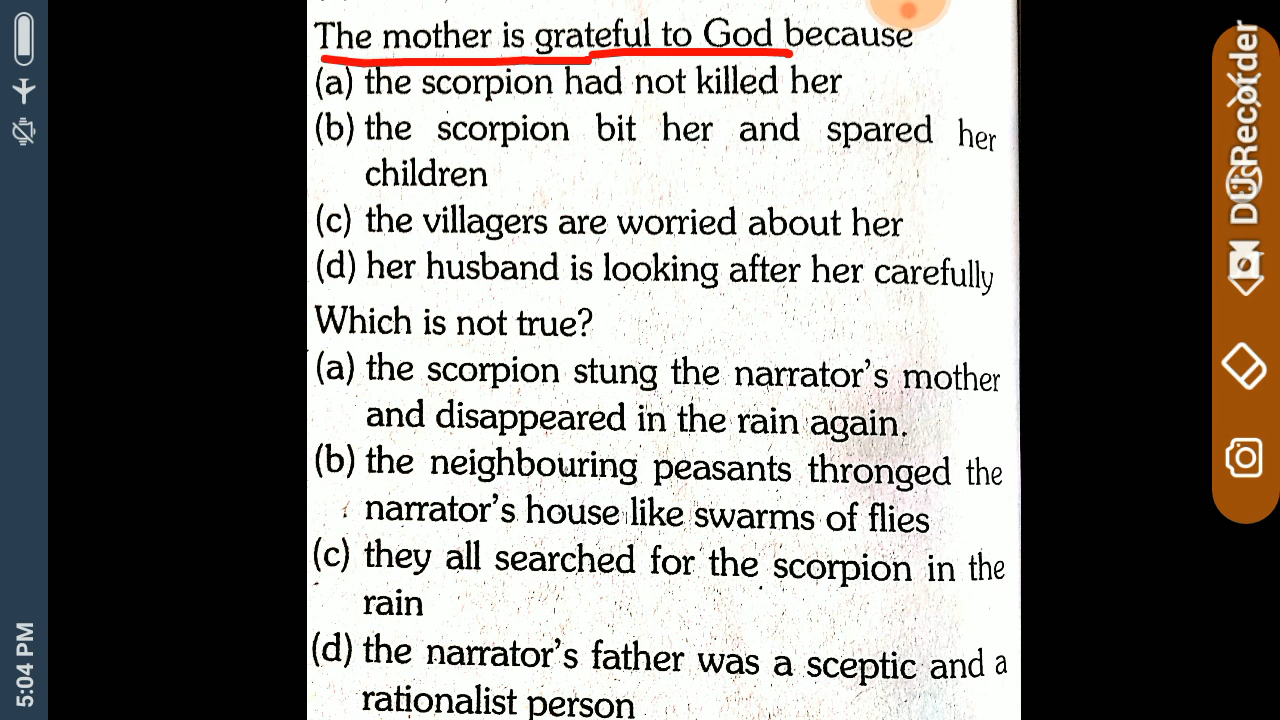 The mother is grateful to God because
(a) the scorpion had not killed her
(b) the scorpion bit her and spared her
children
(c) the villagers are worried about her
(d) her husband is looking after her carefully
Which is not true?
(a) the scorpion stung the narrator's mother
and disappeared in the rain again.
(b) the neighbouring peasants thronged the
narrator's house like swarms of flies
(c) they all searched for the scorpion in the
rain
(d) the narrator's father was a sceptic and a
rationalist person
5:04 PM
DU Recorder